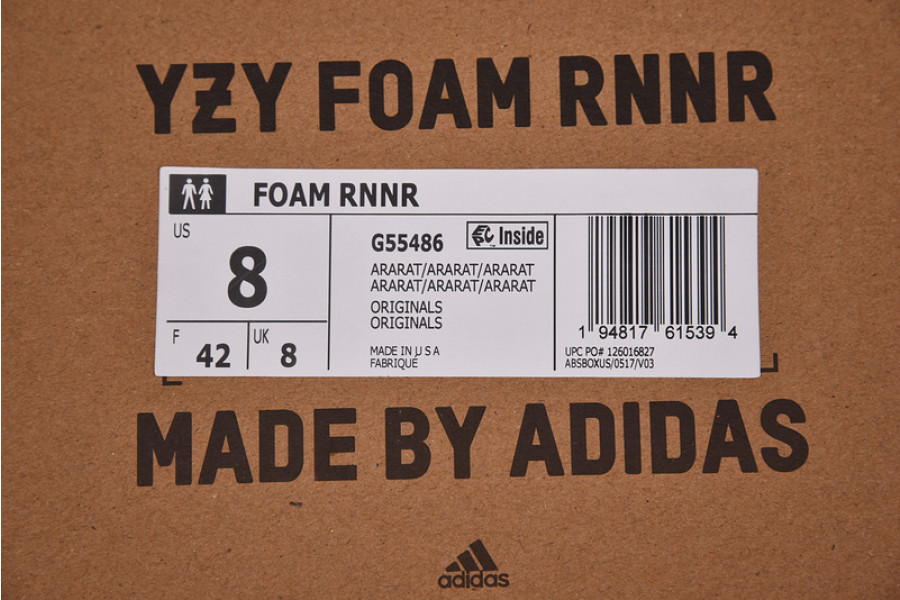 YZY FOAM RNNR
FOAM RNNR
US
8
F
42
UK
8
G55486
Inside
ARARAT/ARARAT/ARARAT
ARARAT/ARARAT/ARARAT
ORIGINALS
ORIGINALS
MADE IN U S A
FABRIQUÉ
1 94817 61539 4
UPC PO# 126016827
ABSBOXUS/0517/V03
MADE BY ADIDAS
adidas